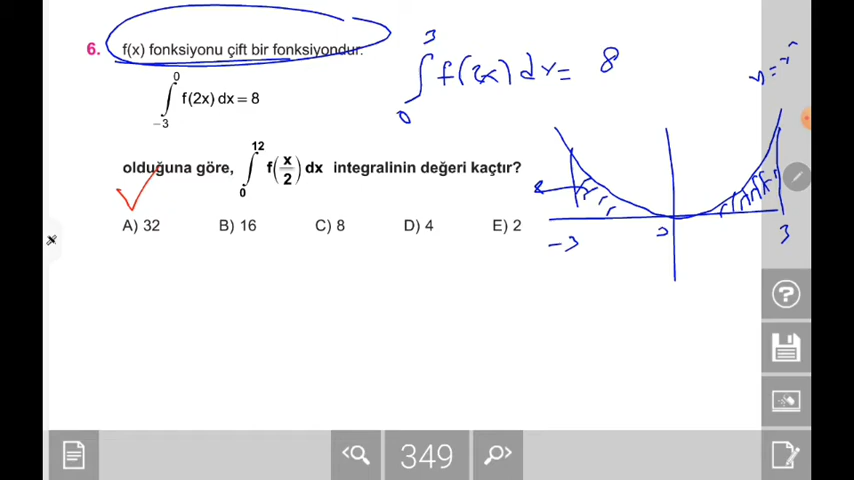 6. f(x) fonksiyonu çift bir fonksiyondur.
∫₋₃⁰ f(2x) dx = 8
olduğuna göre, ∫₀¹² f(x/2) dx integralinin değeri kaçtır?
A) 32 B) 16 C) 8 D) 4 E) 2
∫₀³ f(2x) dx = 8
-3
3
349